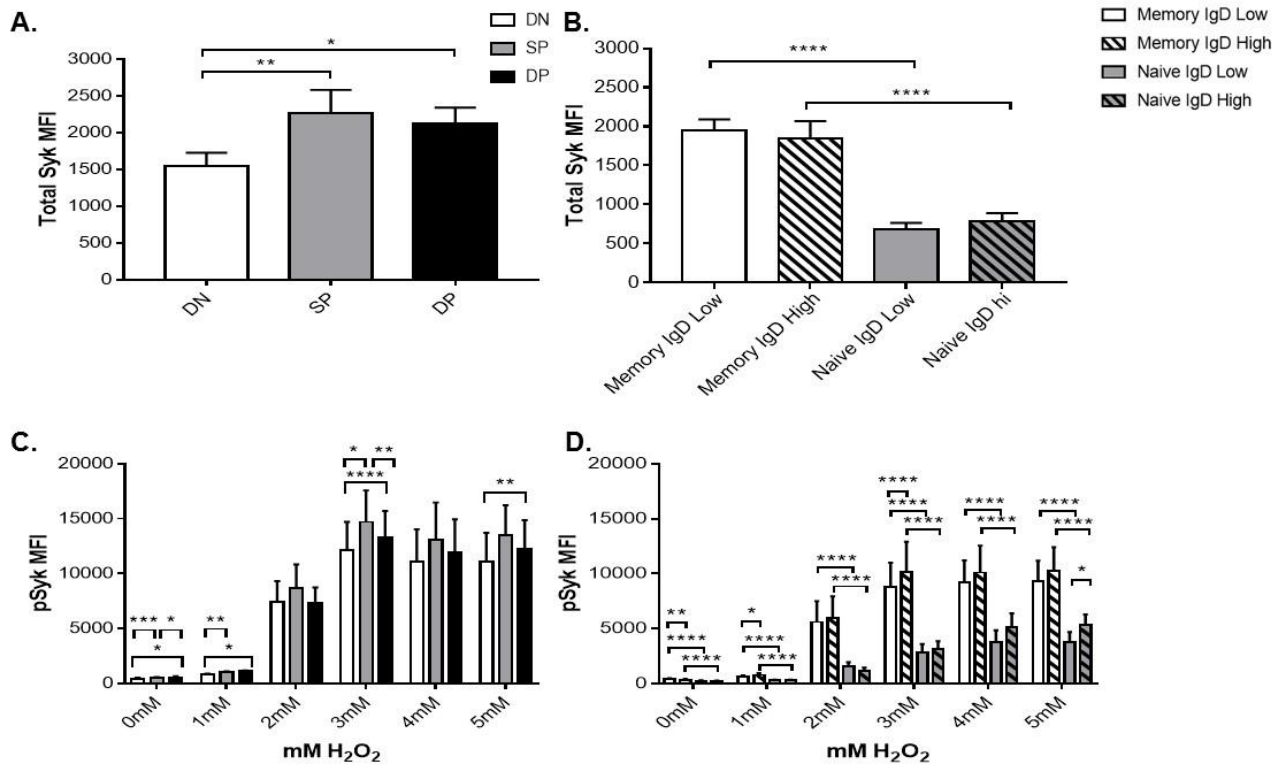 A.
DN
SP
DP
*
**
3000
2500
2000
1500
1000
500
0
Total Syk MFI
DN
SP
DP
B.
Memory IgD Low
Memory IgD High
Naive IgD Low
Naive IgD High
****
****
3000
2500
2000
1500
1000
500
0
Total Syk MFI
Memory IgD Low
Memory IgD High
Naive IgD Low
Naive IgD hi
C.
20000
15000
10000
5000
0
pSyk MFI
*** *
*
**
*
* **
****
**
0mM
1mM
2mM
3mM
4mM
5mM
mM H₂O₂
D.
20000
15000
10000
5000
0
pSyk MFI
**
****
****
*
****
****
****
****
****
****
****
****
****
****
****
*
0mM
1mM
2mM
3mM
4mM
5mM
mM H₂O₂